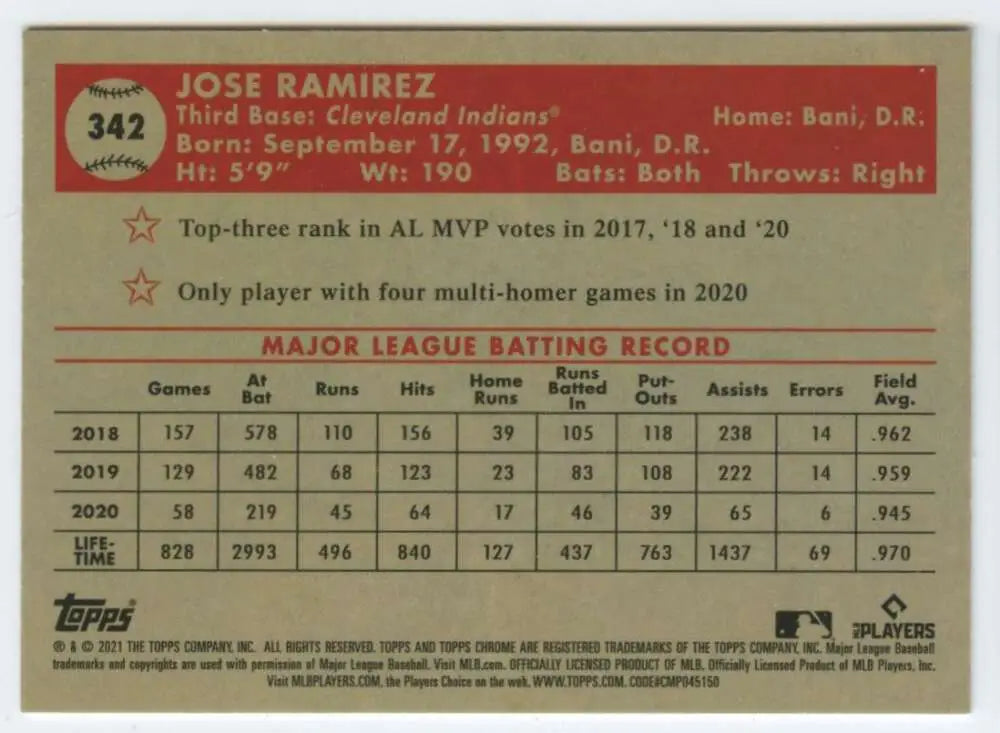 342
JOSE RAMIREZ
Third Base: Cleveland Indians® Home: Bani, D.R.
Born: September 17, 1992, Bani, D.R.
Ht: 5'9" Wt: 190 Bats: Both Throws: Right
Top-three rank in AL MVP votes in 2017, ‘18 and ‘20
Only player with four multi-homer games in 2020
MAJOR LEAGUE BATTING RECORD
Games At Bat Runs Hits Home Runs Runs Batted In Put-Outs Assists Errors Field Avg.
2018 157 578 110 156 39 105 118 238 14 .962
2019 129 482 68 123 23 83 108 222 14 .959
2020 58 219 45 64 17 46 39 65 6 .945
LIFE-TIME 828 2993 496 840 127 437 763 1437 69 .970
Topps® MLB PLAYERS
® & © 2021 THE TOPPS COMPANY, INC. ALL RIGHTS RESERVED. TOPPS AND TOPPS CHROME ARE REGISTERED TRADEMARKS OF THE TOPPS COMPANY, INC. Major League Baseball
trademarks and copyrights are used with permission of Major League Baseball. Visit MLB.com. OFFICIALLY LICENSED PRODUCT OF MLB. Officially Licensed Product of MLB Players, Inc.
Visit MLBPLAYERS.COM, the Players Choice on the web. WWW.TOPPS.COM. CODE#CMP045150